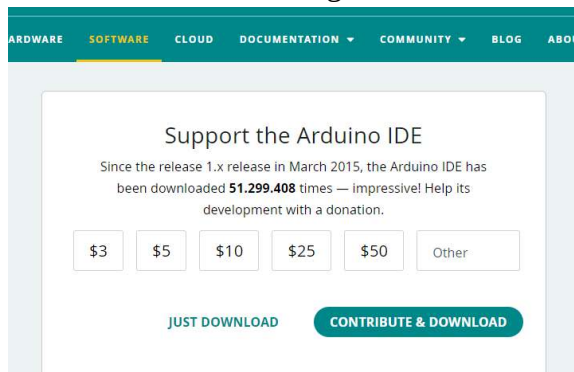 ARDWARE SOFTWARE CLOUD DOCUMENTATION COMMUNITY BLOG ABOU
Support the Arduino IDE
Since the release 1.x release in March 2015, the Arduino IDE has
been downloaded 51.299.408 times — impressive! Help its
development with a donation.
$3 $5 $10 $25 $50 Other
JUST DOWNLOAD CONTRIBUTE & DOWNLOAD